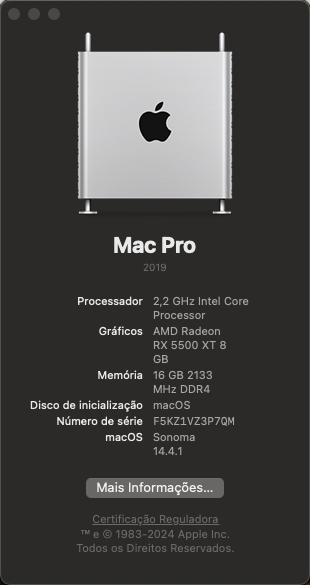 Mac Pro
2019
Processador 2,2 GHz Intel Core
Processor
Gráficos AMD Radeon
RX 5500 XT 8
GB
Memória 16 GB 2133
MHz DDR4
Disco de inicialização macOS
Número de série F5KZ1VZ3P7QM
macOS Sonoma
14.4.1
Mais Informações...
Certificação Reguladora
™ e © 1983-2024 Apple Inc.
Todos os Direitos Reservados.